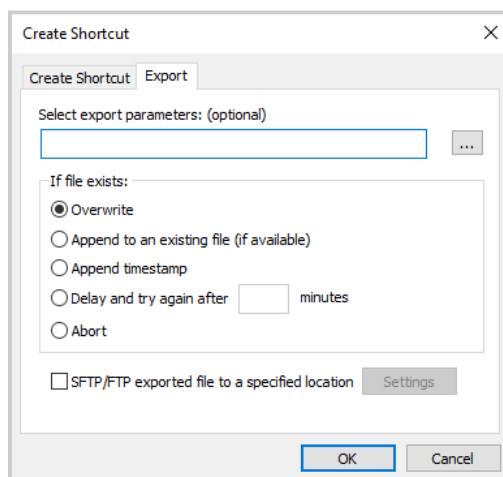 Create Shortcut
Create Shortcut Export
Select export parameters: (optional)
...
If file exists:
Overwrite
Append to an existing file (if available)
Append timestamp
Delay and try again after minutes
Abort
SFTP/FTP exported file to a specified location Settings
OK Cancel